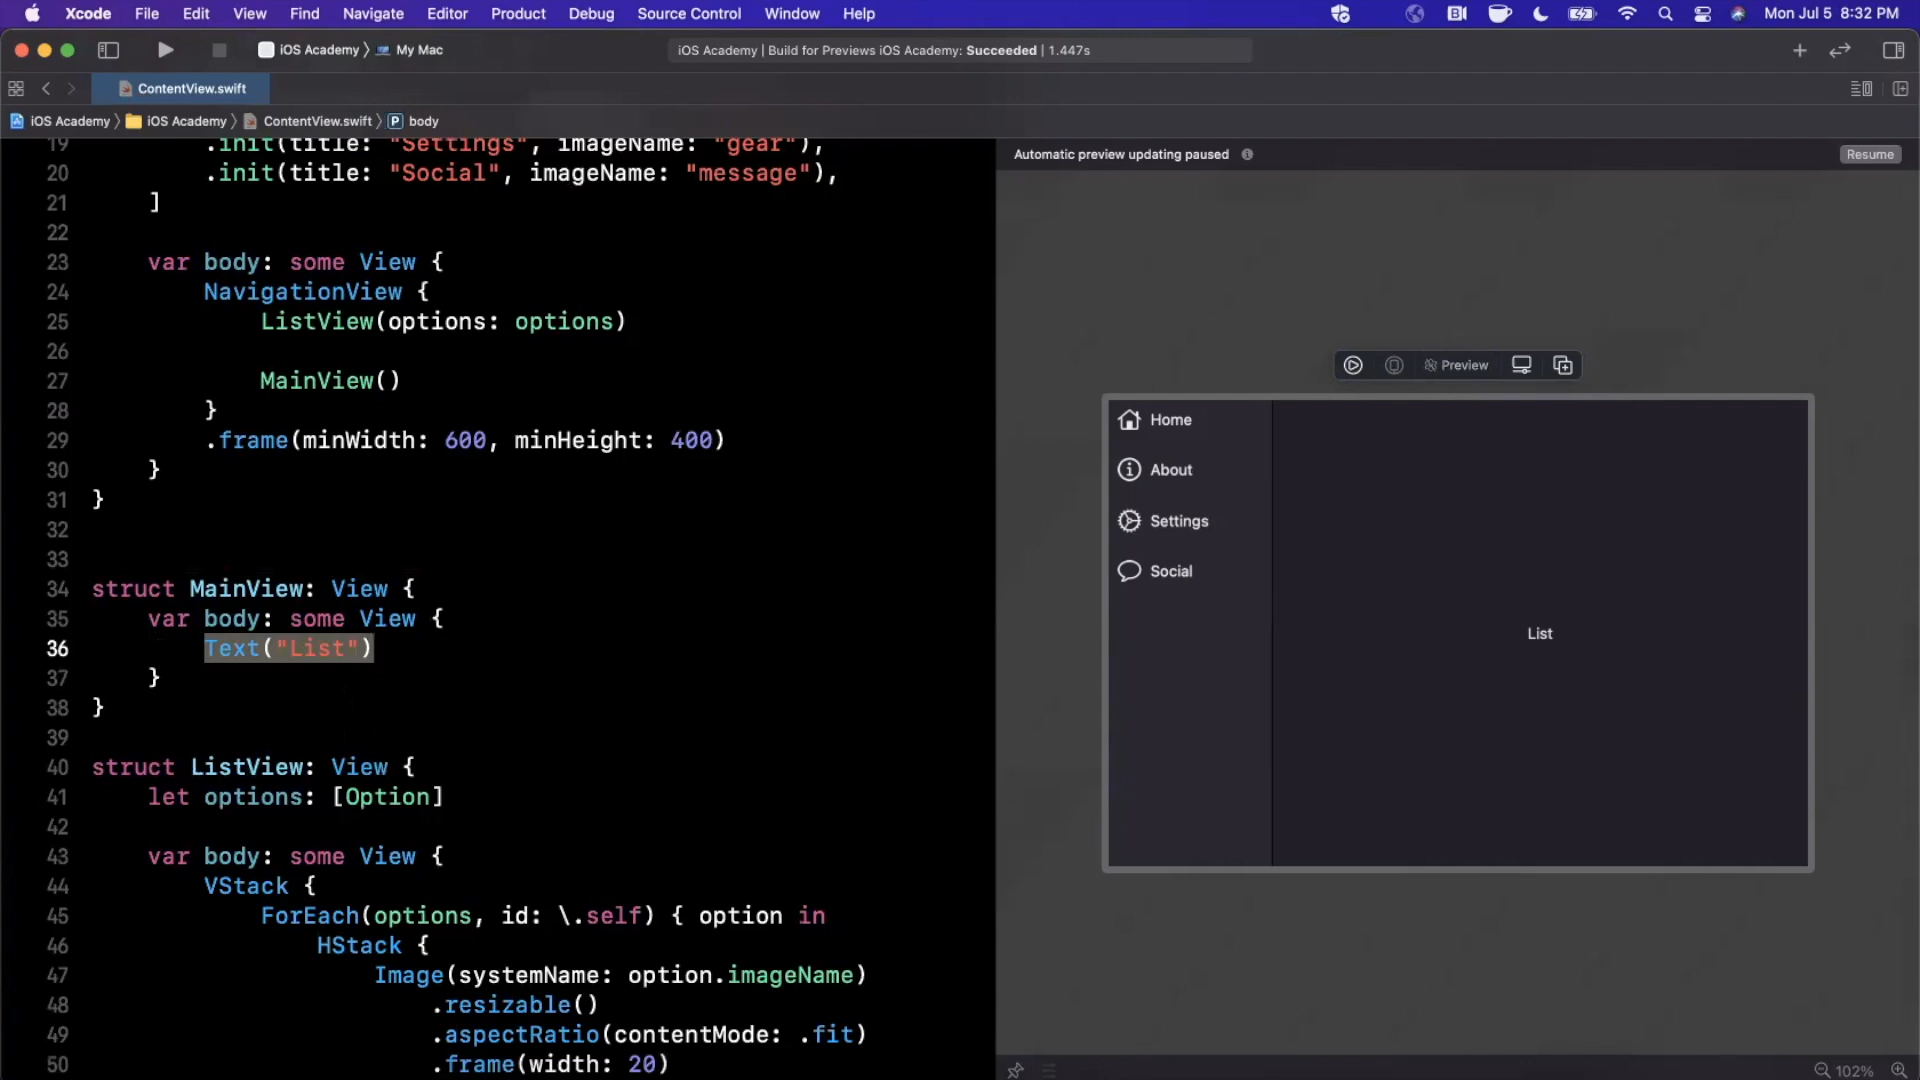 Xcode File Edit View Find Navigate Editor Product Debug Source Control Window Help Mon Jul 5 8:32 PM
iOS Academy 〉 My Mac
iOS Academy | Build for Previews iOS Academy: Succeeded | 1.447s
ContentView.swift
iOS Academy 〉 iOS Academy 〉 ContentView.swift 〉 P body
19 .init(title: "Settings", imageName: "gear"),
20 .init(title: "Social", imageName: "message"),
21 ]
22
23 var body: some View {
24 NavigationView {
25 ListView(options: options)
26
27 MainView()
28 }
29 .frame(minWidth: 600, minHeight: 400)
30 }
31 }
32
33
34 struct MainView: View {
35 var body: some View {
36 Text("List")
37 }
38 }
39
40 struct ListView: View {
41 let options: [Option]
42
43 var body: some View {
44 VStack {
45 ForEach(options, id: \.self) { option in
46 HStack {
47 Image(systemName: option.imageName)
48 .resizable()
49 .aspectRatio(contentMode: .fit)
50 .frame(width: 20)
Automatic preview updating paused
Resume
Preview
Home
About
Settings
Social
List
102%